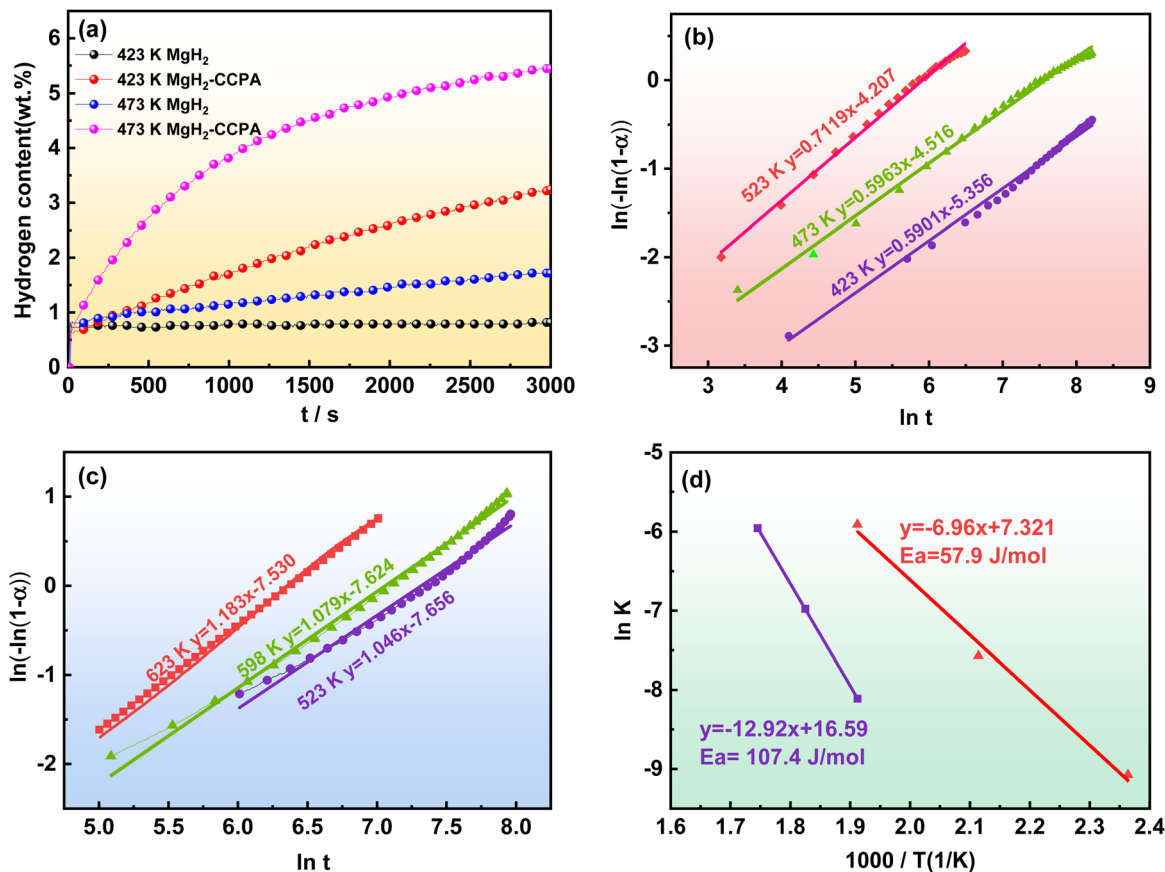 (a)
Hydrogen content(wt.%)
6
5
4
3
2
1
0
423 K MgH₂
423 K MgH₂-CCPA
473 K MgH₂
473 K MgH₂-CCPA
0 500 1000 1500 2000 2500 3000
t / s
(b)
ln(-ln(1-α))
0
-1
-2
-3
523 K y=0.7119x-4.207
473 K y=0.5963x-4.516
423 K y=0.5901x-5.356
3 4 5 6 7 8 9
ln t
(c)
ln(-ln(1-α))
1
0
-1
-2
623 K y=1.183x-7.530
598 K y=1.079x-7.624
523 K y=1.046x-7.656
5.0 5.5 6.0 6.5 7.0 7.5 8.0
ln t
(d)
ln K
-5
-6
-7
-8
-9
y=-6.96x+7.321
Ea=57.9 J/mol
y=-12.92x+16.59
Ea= 107.4 J/mol
1.6 1.7 1.8 1.9 2.0 2.1 2.2 2.3 2.4
1000 / T(1/K)